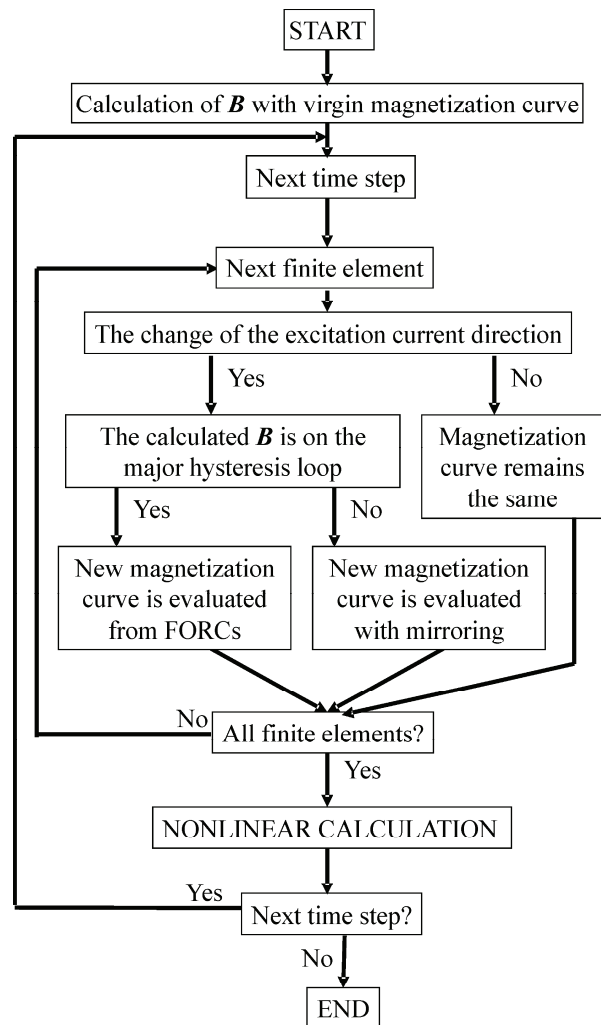 START
Calculation of B with virgin magnetization curve
Next time step
Next finite element
The change of the excitation current direction
Yes
No
The calculated B is on the
major hysteresis loop
Magnetization
curve remains
the same
Yes
No
New magnetization
curve is evaluated
from FORCs
New magnetization
curve is evaluated
with mirroring
No
All finite elements?
Yes
NONLINEAR CALCULATION
Yes
Next time step?
No
END